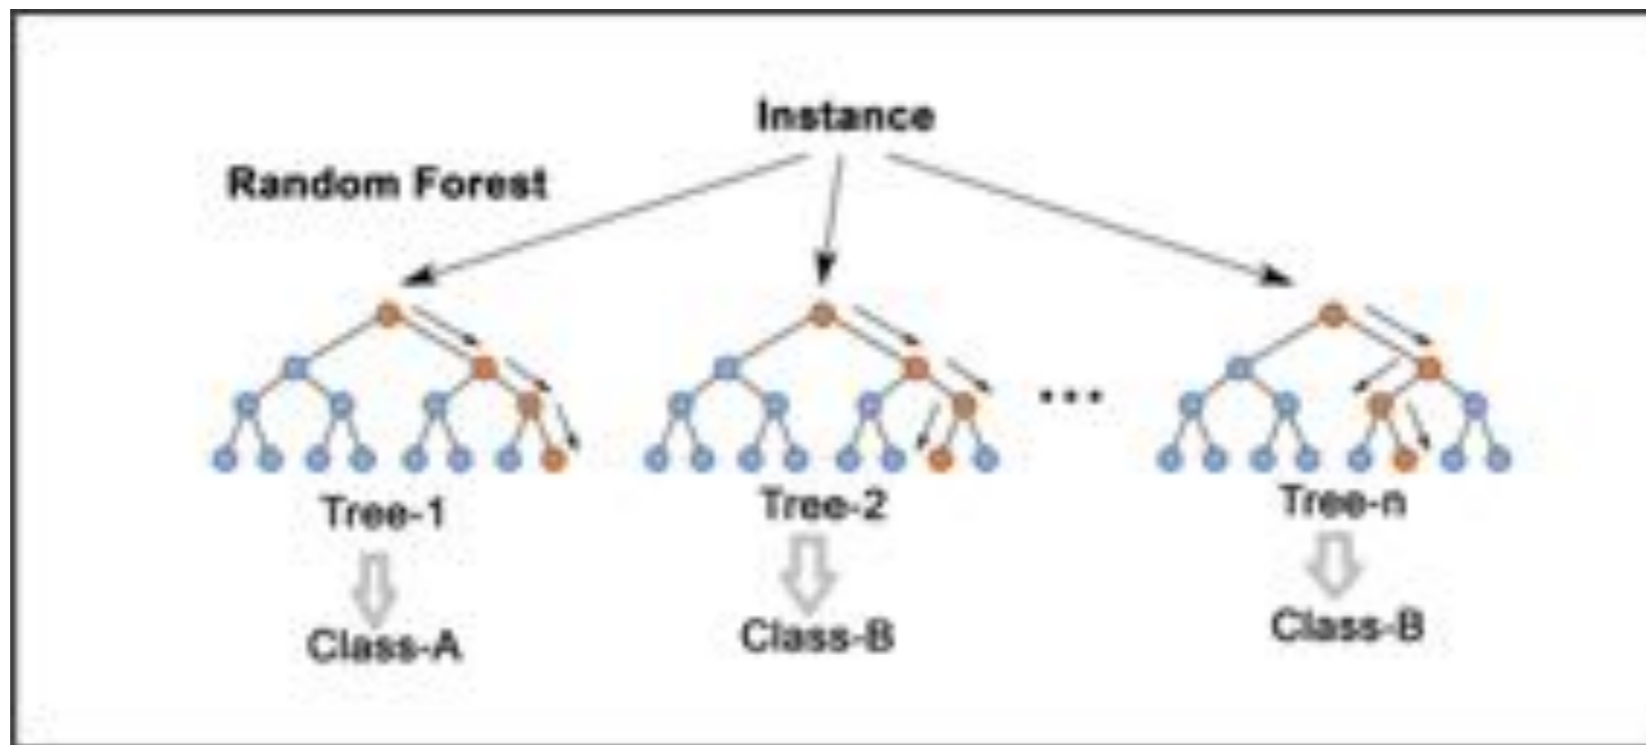 Instance
Random Forest
...
Tree-1
Tree-2
Tree-n
Class-A
Class-B
Class-B